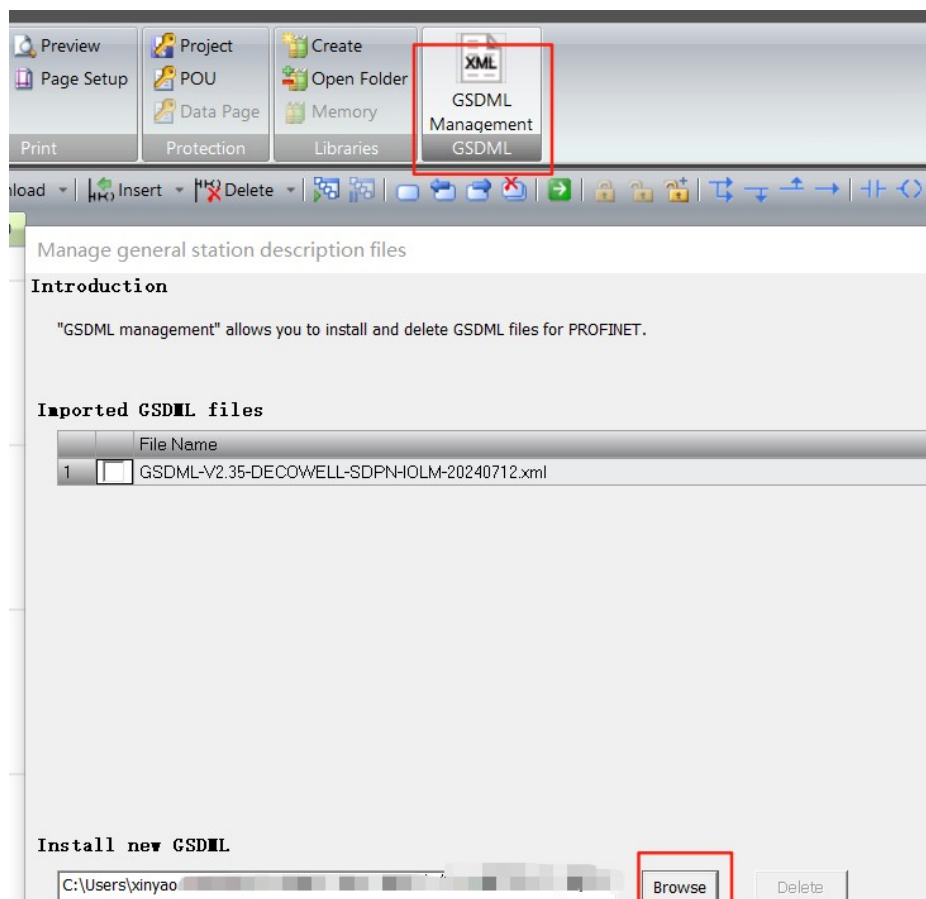 Preview Project Create XML
Page Setup POU Open Folder GSDML
Data Page Memory Management
Print Protection Libraries GSDML
nload Insert Delete
Manage general station description files
Introduction
"GSDML management" allows you to install and delete GSDML files for PROFINET.
Imported GSDML files
File Name
1 GSDML-V2.35-DECOWELL-SDPN-IOLM-20240712.xml
Install new GSDML
C:\Users\xinyao Browse Delete